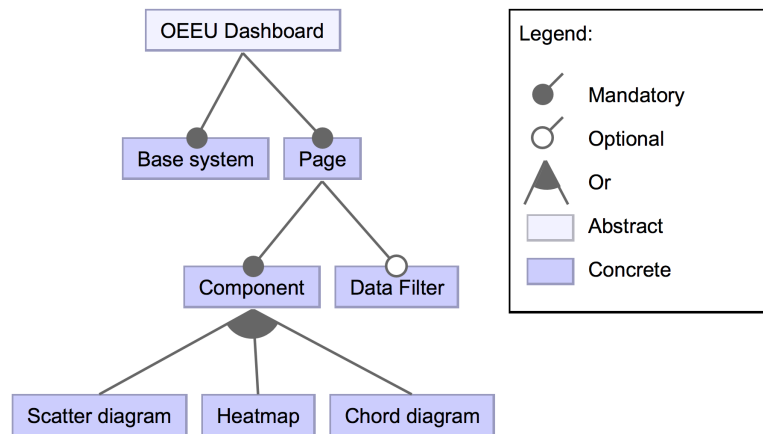 OEEU Dashboard
Base system
Page
Component
Data Filter
Scatter diagram
Heatmap
Chord diagram
Legend:
Mandatory
Optional
Or
Abstract
Concrete